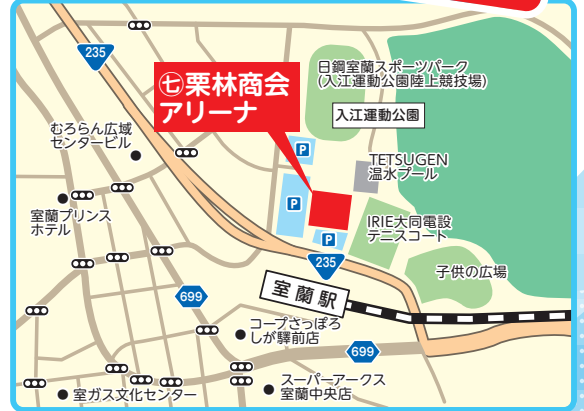 235
日鋼室蘭スポーツパーク
(入江運動公園陸上競技場)
㊆栗林商会
アリーナ
入江運動公園
むろらん広域
センタービル
P
TETSUGEN
温水プール
P
室蘭プリンス
ホテル
IRIE大同電設
テニスコート
P
235
子供の広場
室蘭駅
699
コープさっぽろ
しが驛前店
699
スーパーアークス
室蘭中央店
室ガス文化センター